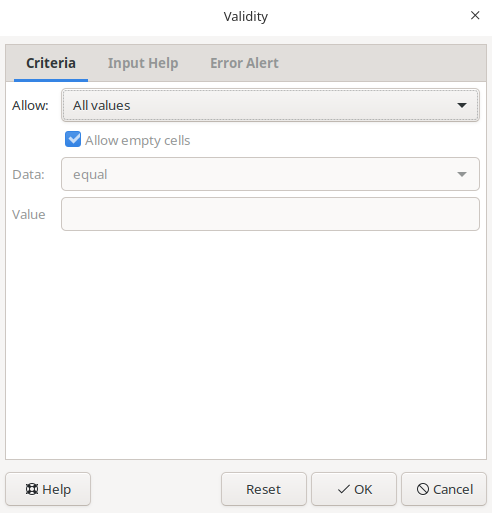 Validity
Criteria Input Help Error Alert
Allow: All values
Allow empty cells
Data: equal
Value
Help Reset OK Cancel